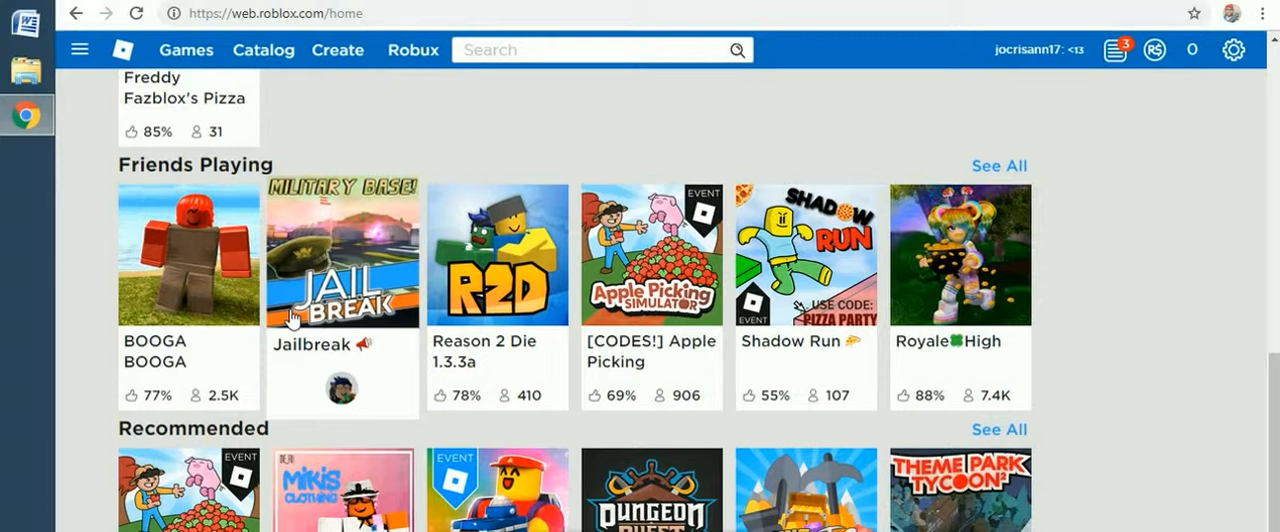 https://web.roblox.com/home
Games Catalog Create Robux Search jocrisann17: <13 3 R$ 0
Freddy
Fazblox's Pizza
85% 31
Friends Playing See All
MILITARY BASE!
JAIL
BREAK
R2D
EVENT
Apple Picking
SIMULATOR
SHADOW
RUN
USE CODE:
PIZZA PARTY
EVENT
BOOGA
BOOGA
77% 2.5K
Jailbreak
Reason 2 Die
1.3.3a
78% 410
[CODES!] Apple
Picking
69% 906
Shadow Run
55% 107
Royale High
88% 7.4K
Recommended See All
EVENT
MIKIS
CLOTHING
EVENT
DUNGEON
QUEST
THEME PARK
TYCOON 2